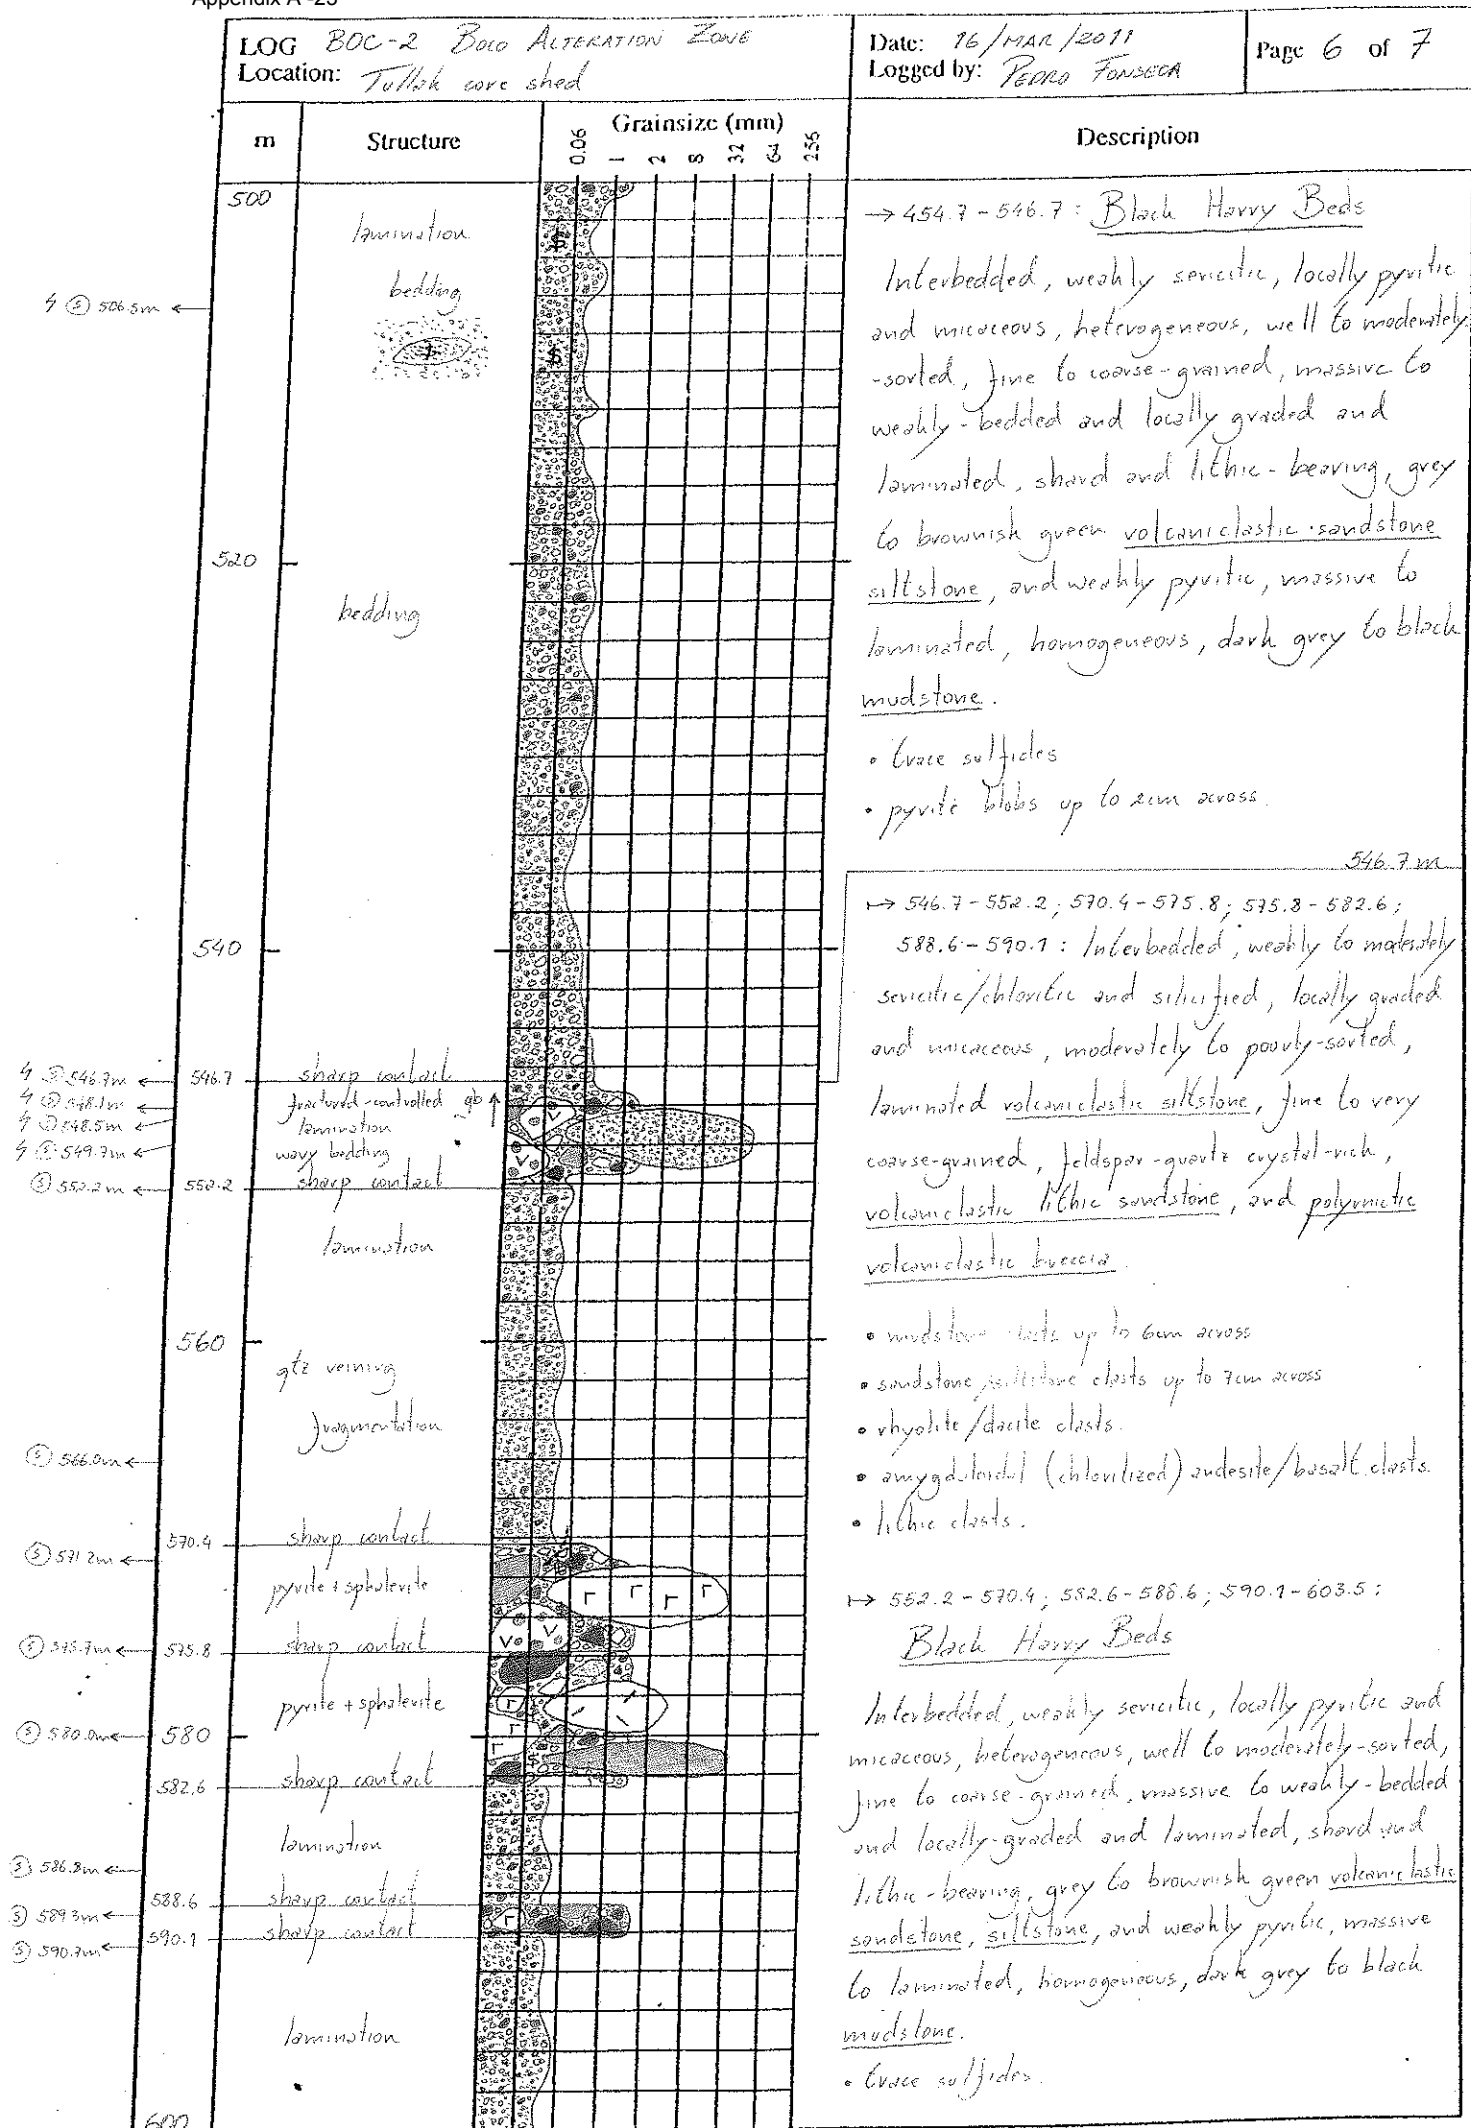 Appendix A -23
LOG BOC-2 BOCO ALTERATION ZONE
Location: Tullah core shed
Date: 16/MAR/2011
Logged by: PEDRO FONSECA
Page 6 of 7
m
Structure
Grainsize (mm)
0.06 1 2 8 32 64 256
Description
500
lamination
bedding
ϟ Ⓢ 506.5m ←
520
bedding
540
ϟ Ⓢ 546.7m ← 546.7 sharp contact
ϟ Ⓢ 548.1m ← fractured-controlled gb ↑
ϟ Ⓢ 548.5m ← lamination
ϟ Ⓢ 549.7m ← wavy bedding
Ⓢ 552.2m ← 552.2 sharp contact
lamination
560
qtz veining
fragmentation
Ⓢ 566.0m ←
570.4 sharp contact
Ⓢ 571.2m ←
pyrite + sphalerite
Ⓢ 575.7m ← 575.8 sharp contact
pyrite + sphalerite
Ⓢ 580.0m ← 580
582.6 sharp contact
lamination
Ⓢ 586.8m ←
588.6 sharp contact
Ⓢ 589.3m ←
590.1 sharp contact
Ⓢ 590.7m ←
lamination
600
→ 454.7 - 546.7 : Black Harry Beds
Interbedded, weakly sericitic, locally pyritic
and micaceous, heterogeneous, well to moderately
-sorted, fine to coarse-grained, massive to
weakly-bedded and locally graded and
laminated, shard and lithic-bearing, grey
to brownish green volcaniclastic sandstone
siltstone, and weakly pyritic, massive to
laminated, homogeneous, dark grey to black
mudstone.
• trace sulfides
• pyrite blobs up to 2cm across.
546.7 m
↦ 546.7 - 552.2 ; 570.4 - 575.8 ; 575.8 - 582.6 ;
588.6 - 590.1 : Interbedded, weakly to moderately
sericitic/chloritic and silicified, locally graded
and micaceous, moderately to poorly-sorted,
laminated volcaniclastic siltstone, fine to very
coarse-grained, feldspar-quartz crystal-rich,
volcaniclastic lithic sandstone, and polymictic
volcaniclastic breccia.
• mudstone clasts up to 6cm across
• sandstone/siltstone clasts up to 7cm across
• rhyolite/dacite clasts.
• amygdaloidal (chloritized) andesite/basalt clasts.
• lithic clasts.
↦ 552.2 - 570.4 ; 582.6 - 588.6 ; 590.1 - 603.5 :
Black Harry Beds
Interbedded, weakly sericitic, locally pyritic and
micaceous, heterogeneous, well to moderately-sorted,
fine to coarse-grained, massive to weakly-bedded
and locally-graded and laminated, shard and
lithic-bearing, grey to brownish green volcaniclastic
sandstone, siltstone, and weakly pyritic, massive
to laminated, homogeneous, dark grey to black
mudstone.
• trace sulfides.